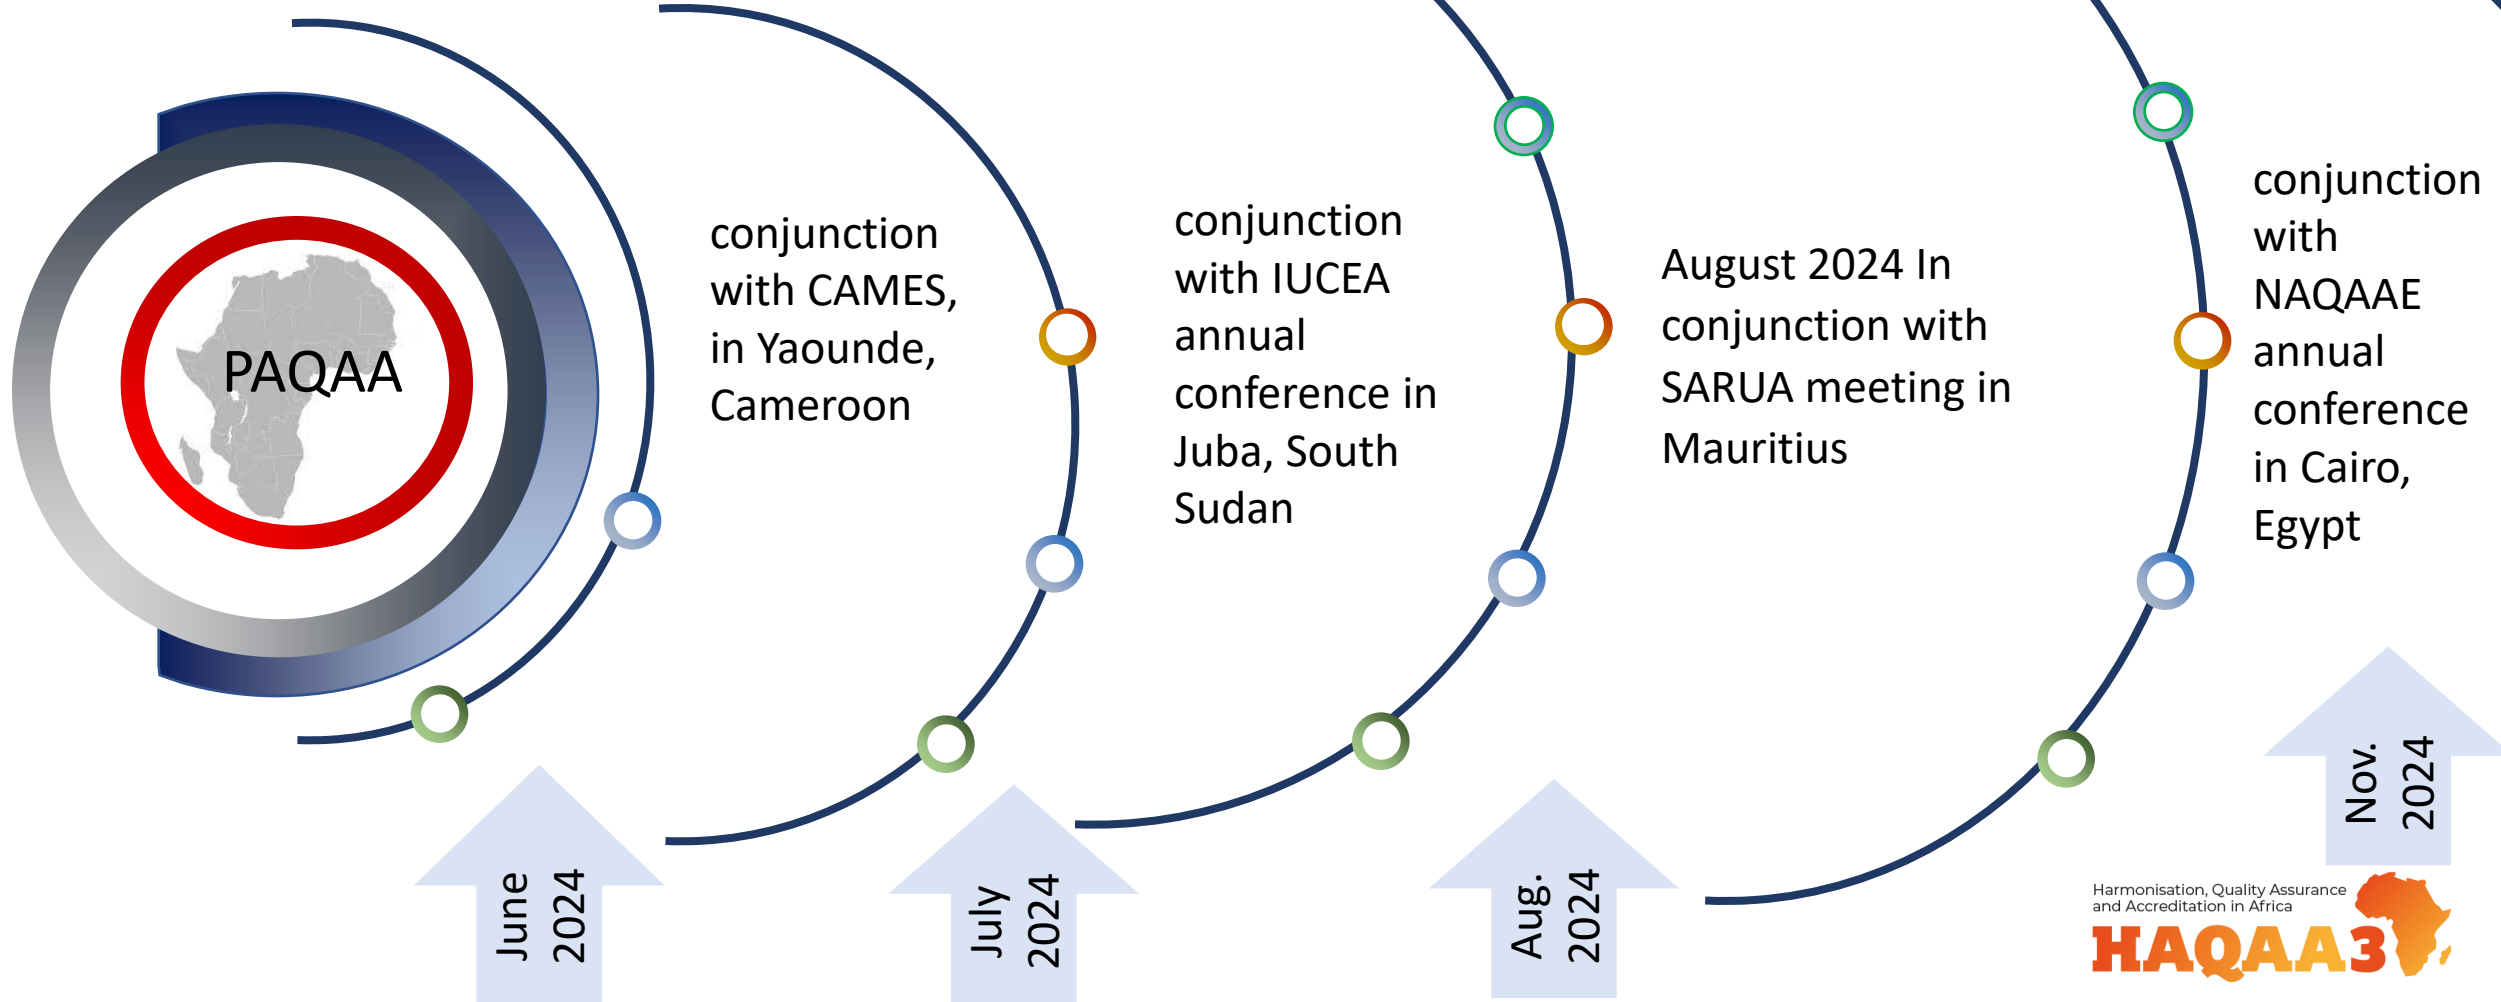 PAQAA
conjunction
with CAMES,
in Yaounde,
Cameroon
conjunction
with IUCEA
annual
conference in
Juba, South
Sudan
August 2024 In
conjunction with
SARUA meeting in
Mauritius
conjunction
with
NAQAAE
annual
conference
in Cairo,
Egypt
June
2024
July
2024
Aug.
2024
Nov.
2024
Harmonisation, Quality Assurance
and Accreditation in Africa
HAQAA3